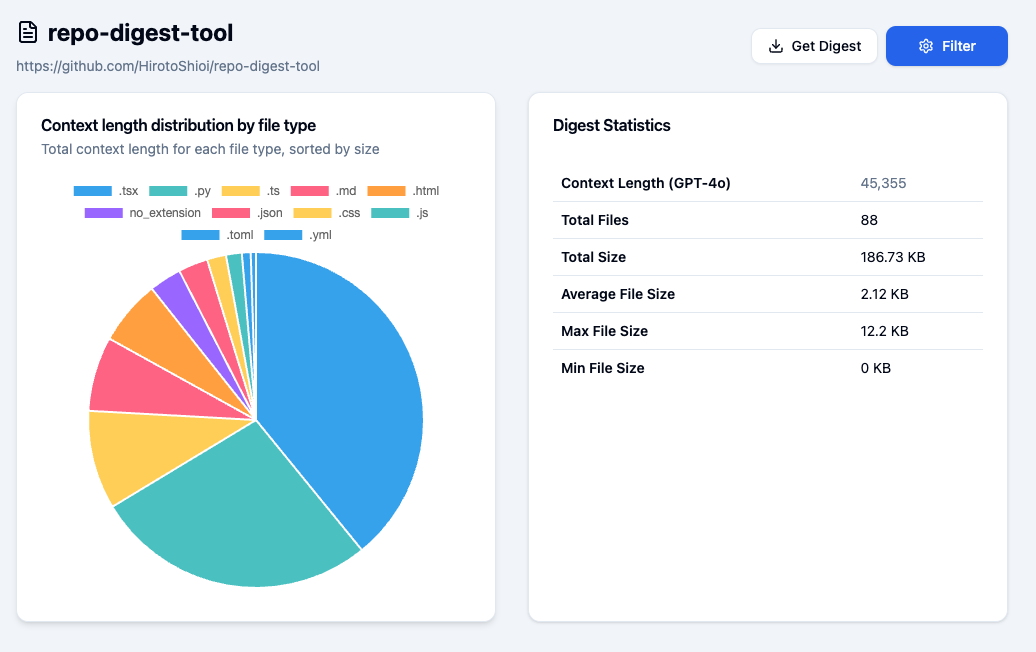 repo-digest-tool
https://github.com/HirotoShioi/repo-digest-tool
Get Digest
Filter
Context length distribution by file type
Total context length for each file type, sorted by size
.tsx .py .ts .md .html
no_extension .json .css .js
.toml .yml
Digest Statistics
Context Length (GPT-4o) 45,355
Total Files 88
Total Size 186.73 KB
Average File Size 2.12 KB
Max File Size 12.2 KB
Min File Size 0 KB